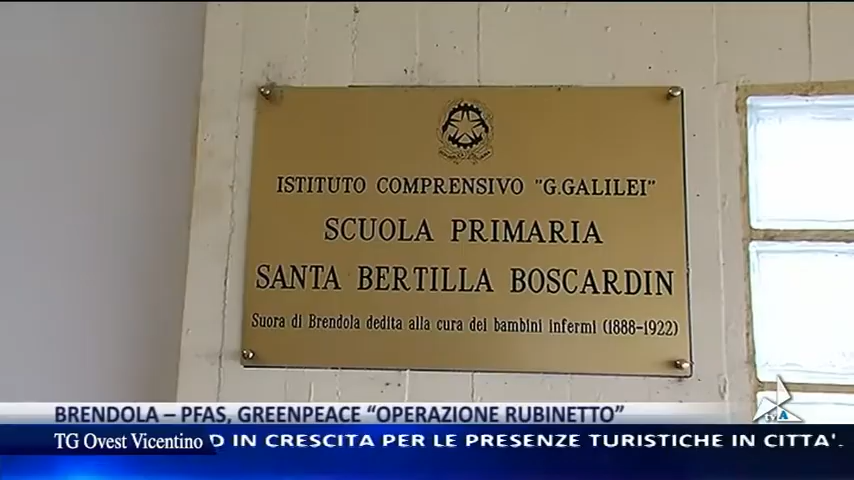 ISTITUTO COMPRENSIVO "G.GALILEI"
SCUOLA PRIMARIA
SANTA BERTILLA BOSCARDIN
Suora di Brendola dedita alla cura dei bambini infermi (1888-1922)
BRENDOLA – PFAS, GREENPEACE “OPERAZIONE RUBINETTO”
TG Ovest Vicentino
IN CRESCITA PER LE PRESENZE TURISTICHE IN CITTA'.